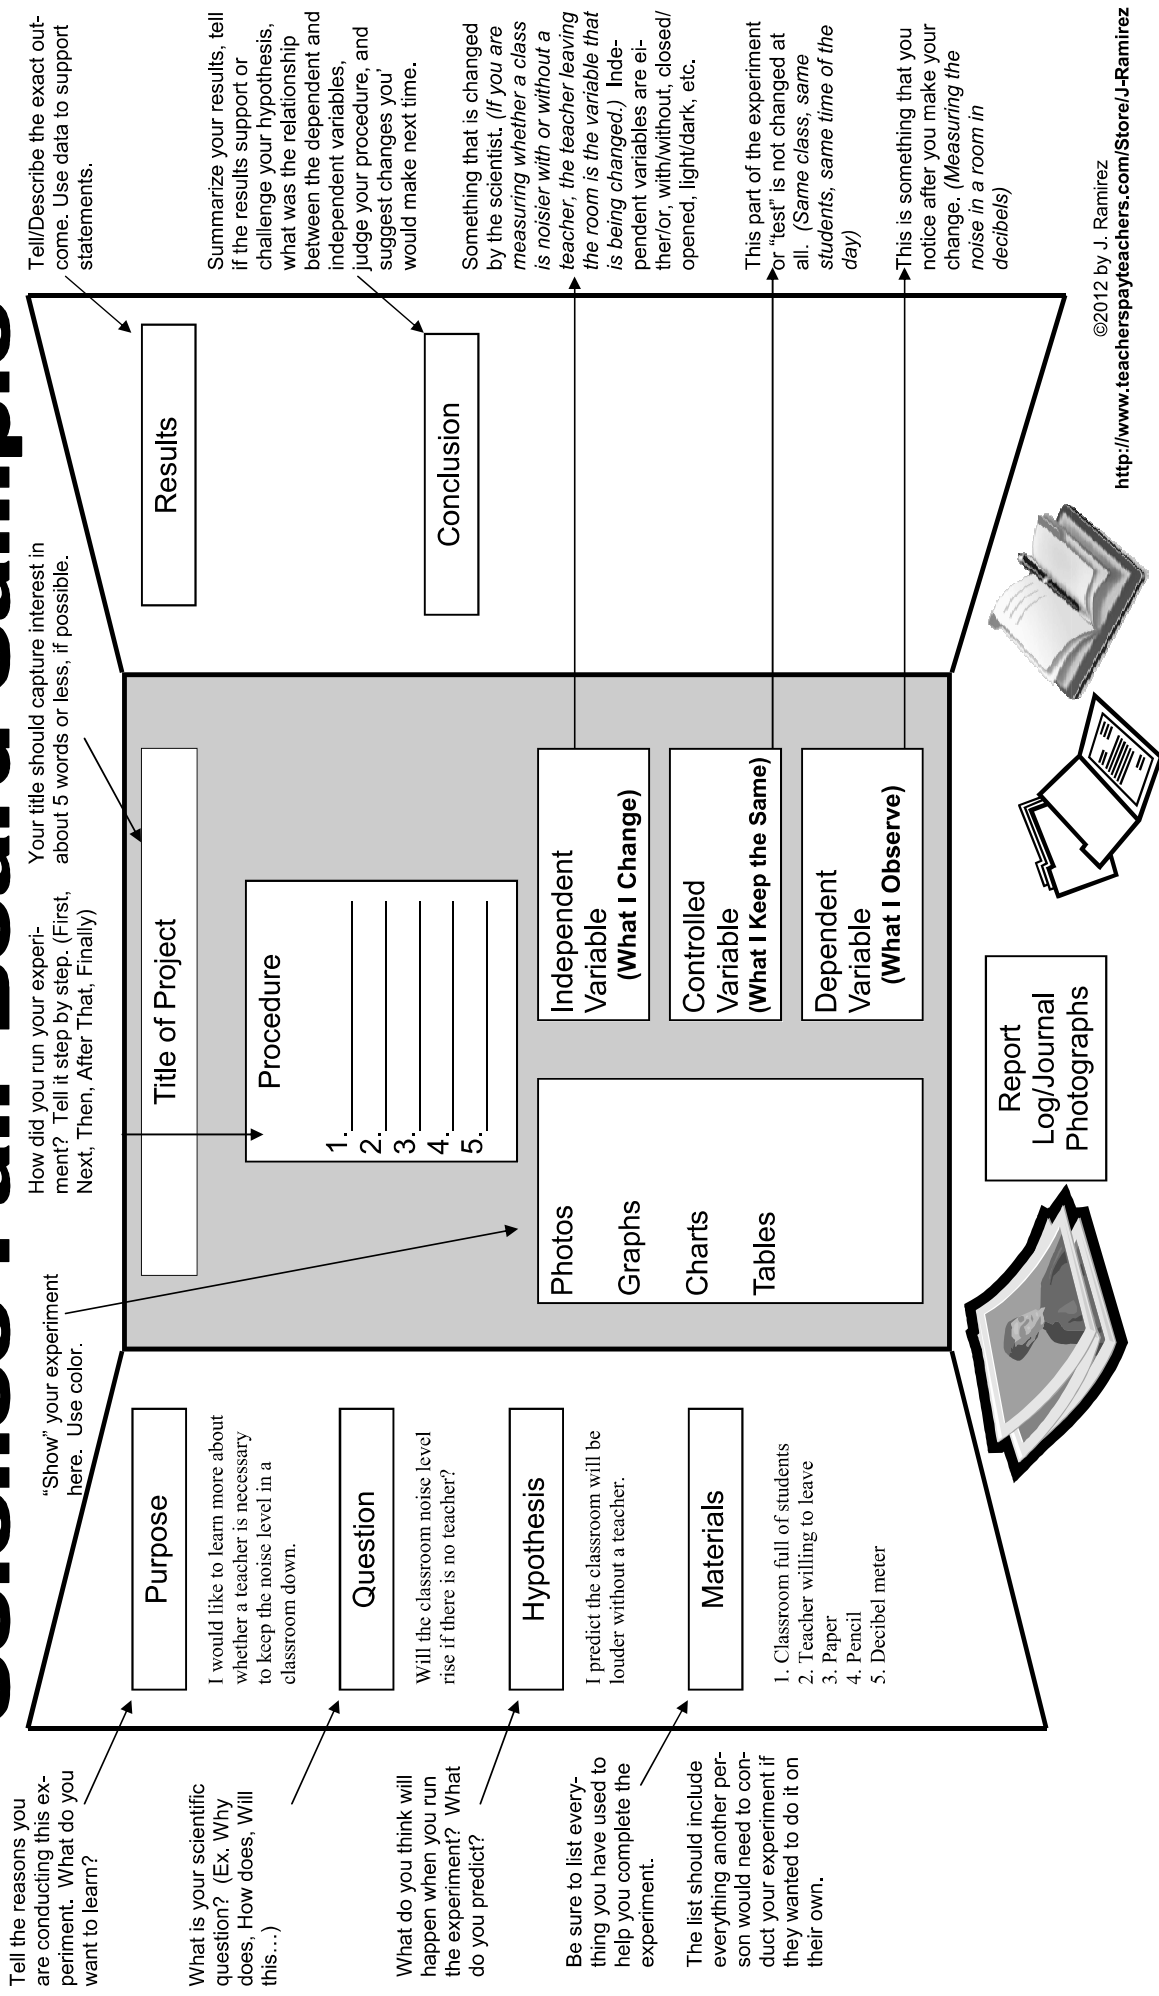 Tell the reasons you
are conducting this ex-
periment. What do you
want to learn?
What is your scientific
question? (Ex. Why
does, How does, Will
this…)
What do you think will
happen when you run
the experiment? What
do you predict?
Be sure to list every-
thing you have used to
help you complete the
experiment.
The list should include
everything another per-
son would need to con-
duct your experiment if
they wanted to do it on
their own.
Purpose
I would like to learn more about
whether a teacher is necessary
to keep the noise level in a
classroom down.
Question
Will the classroom noise level
rise if there is no teacher?
Hypothesis
I predict the classroom will be
louder without a teacher.
Materials
1. Classroom full of students
2. Teacher willing to leave
3. Paper
4. Pencil
5. Decibel meter
"Show" your experiment
here. Use color.
How did you run your experi-
ment? Tell it step by step. (First,
Next, Then, After That, Finally)
Your title should capture interest in
about 5 words or less, if possible.
Title of Project
Procedure
1.
2.
3.
4.
5.
Photos
Graphs
Charts
Tables
Independent
Variable
(What I Change)
Controlled
Variable
(What I Keep the Same)
Dependent
Variable
(What I Observe)
Report
Log/Journal
Photographs
Results
Conclusion
Tell/Describe the exact out-
come. Use data to support
statements.
Summarize your results, tell
if the results support or
challenge your hypothesis,
what was the relationship
between the dependent and
independent variables,
judge your procedure, and
suggest changes you'
would make next time.
Something that is changed
by the scientist. (If you are
measuring whether a class
is noisier with or without a
teacher, the teacher leaving
the room is the variable that
is being changed.) Inde-
pendent variables are ei-
ther/or, with/without, closed/
opened, light/dark, etc.
This part of the experiment
or "test" is not changed at
all. (Same class, same
students, same time of the
day)
This is something that you
notice after you make your
change. (Measuring the
noise in a room in
decibels)
©2012 by J. Ramirez
http://www.teacherspayteachers.com/Store/J-Ramirez